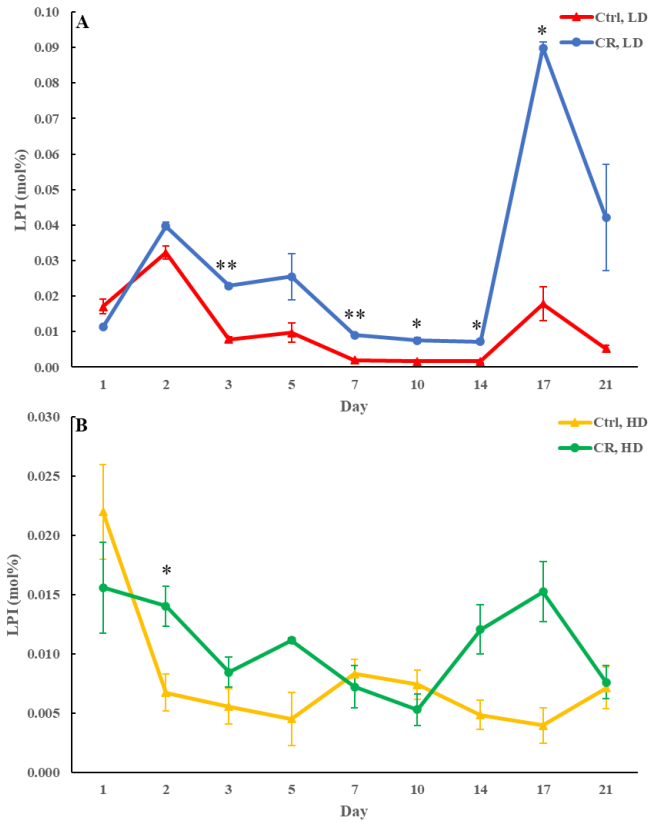 A
Ctrl, LD
CR, LD
LPI (mol%)
0.10
0.09
0.08
0.07
0.06
0.05
0.04
0.03
0.02
0.01
0.00
*
**
**
*
*
1 2 3 5 7 10 14 17 21
Day
B
Ctrl, HD
CR, HD
LPI (mol%)
0.030
0.025
0.020
0.015
0.010
0.005
0.000
*
1 2 3 5 7 10 14 17 21
Day